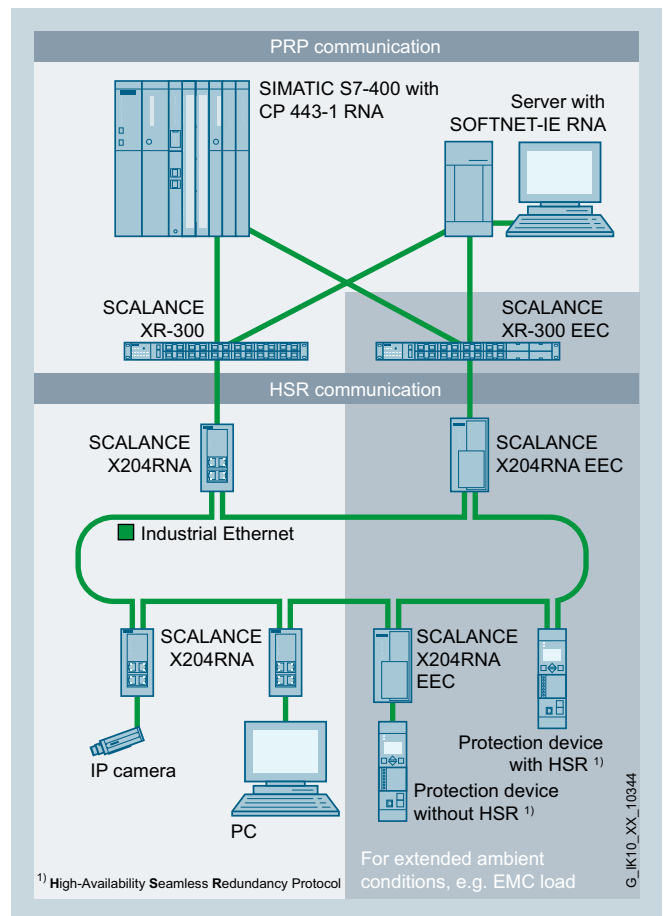 PRP communication
SIMATIC S7-400 with
CP 443-1 RNA
Server with
SOFTNET-IE RNA
SCALANCE
XR-300
SCALANCE
XR-300 EEC
HSR communication
SCALANCE
X204RNA
SCALANCE
X204RNA EEC
Industrial Ethernet
SCALANCE
X204RNA
SCALANCE
X204RNA
EEC
IP camera
PC
Protection device
with HSR 1)
Protection device
without HSR 1)
For extended ambient
conditions, e.g. EMC load
1) High-Availability Seamless Redundancy Protocol
G_IK10_XX_10344